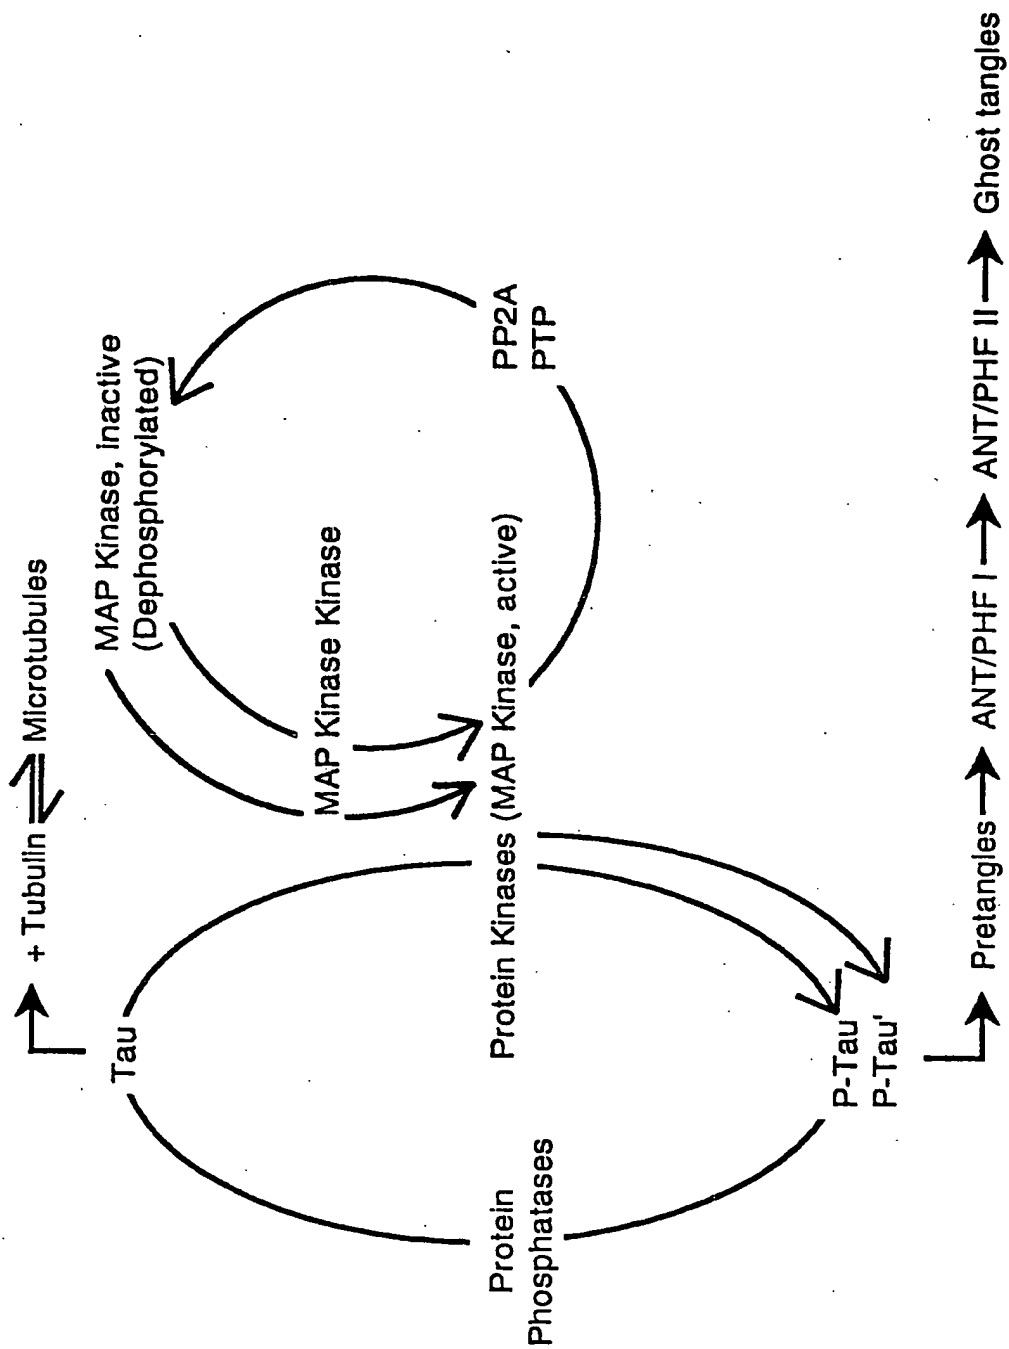 + Tubulin ⇌ Microtubules
Tau
MAP Kinase, inactive
(Dephosphorylated)
MAP Kinase Kinase
Protein
Phosphatases
Protein Kinases (MAP Kinase, active)
PP2A
PTP
P-Tau
P-Tau'
Pretangles → ANT/PHF I → ANT/PHF II → Ghost tangles